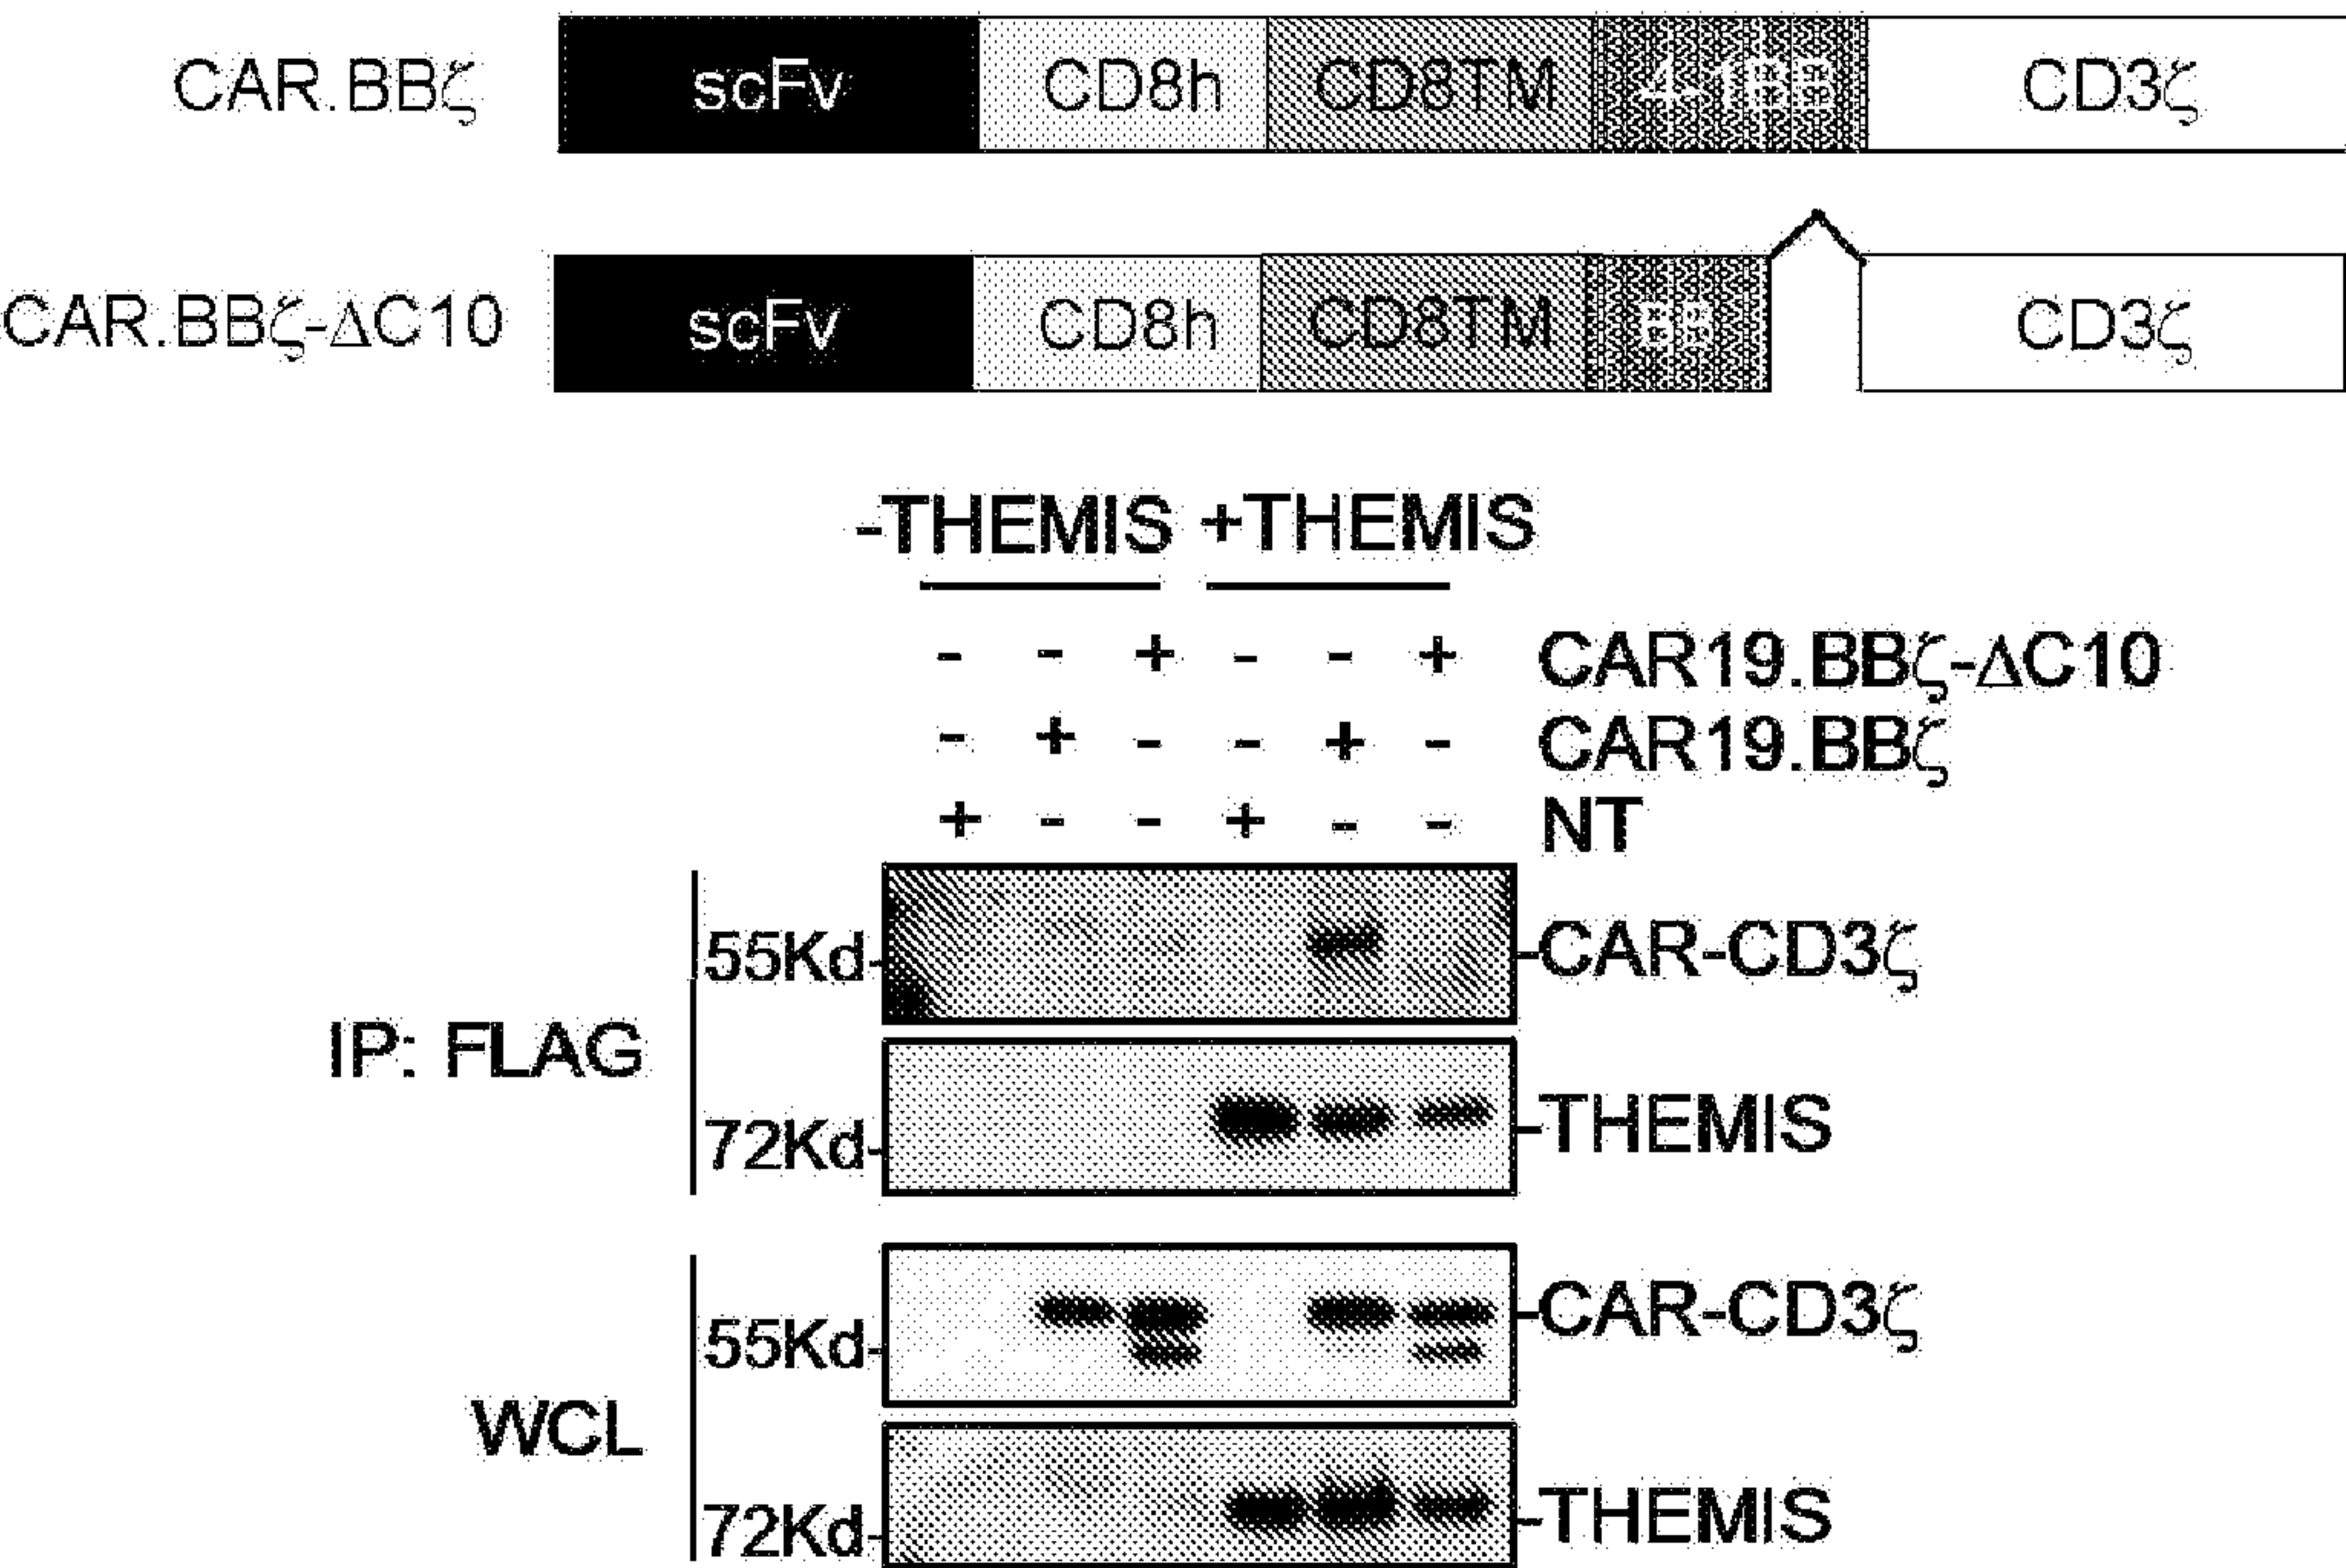 CAR.BBζ scFv CD8h CD8TM 4-1BB CD3ζ
CAR.BBζ-ΔC10 scFv CD8h CD8TM BB CD3ζ
-THEMIS +THEMIS
- - + - - + CAR19.BBζ-ΔC10
- + - - + - CAR19.BBζ
+ - - + - - NT
55Kd- -CAR-CD3ζ
IP: FLAG
72Kd- -THEMIS
55Kd- -CAR-CD3ζ
WCL
72Kd- -THEMIS